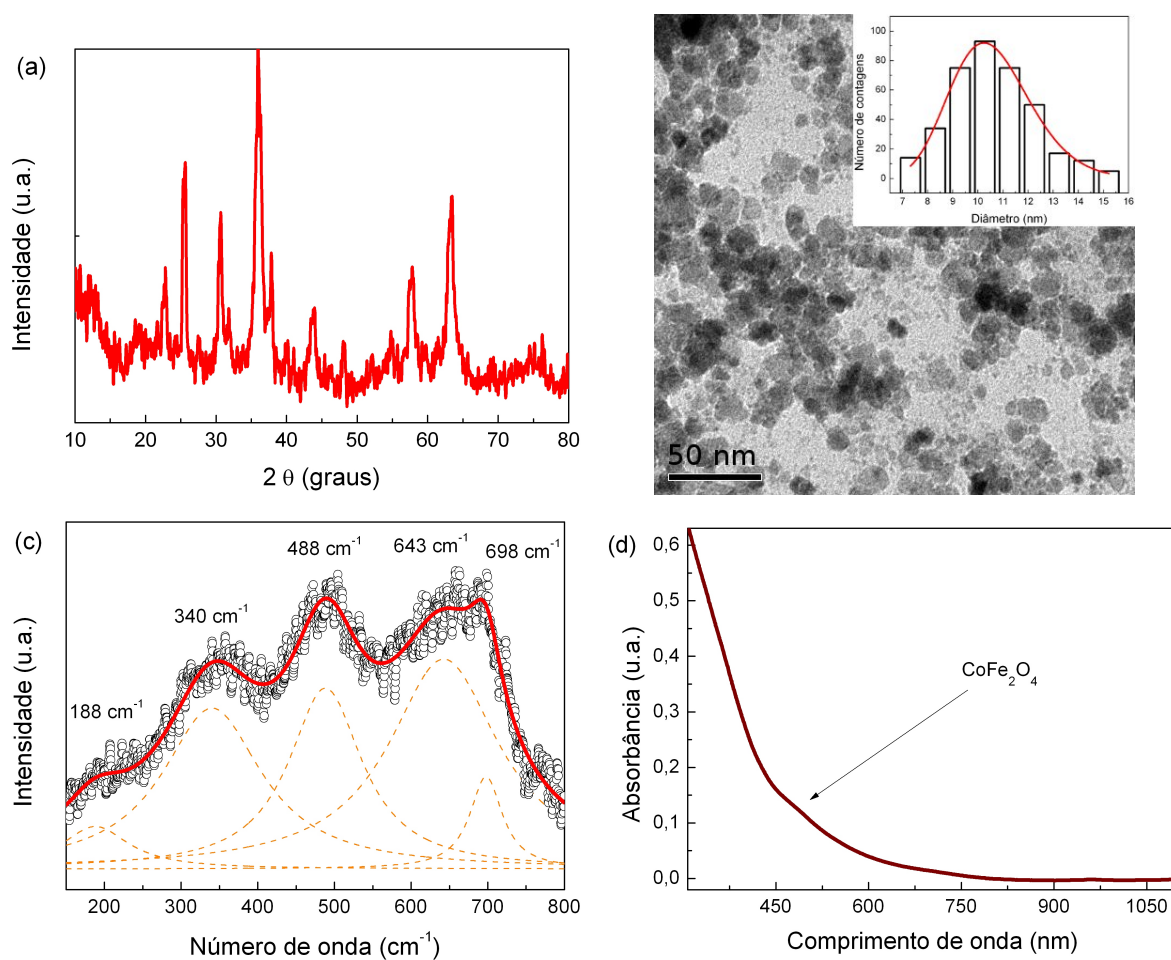 (a)
Intensidade (u.a.)
10 20 30 40 50 60 70 80
2 θ (graus)
Número de contagens
100
80
60
40
20
0
7 8 9 10 11 12 13 14 15 16
Diâmetro (nm)
50 nm
(c)
188 cm⁻¹
340 cm⁻¹
488 cm⁻¹
643 cm⁻¹
698 cm⁻¹
Intensidade (u.a.)
200 300 400 500 600 700 800
Número de onda (cm⁻¹)
(d)
Absorbância (u.a.)
0,6
0,5
0,4
0,3
0,2
0,1
0,0
CoFe₂O₄
450 600 750 900 1050
Comprimento de onda (nm)